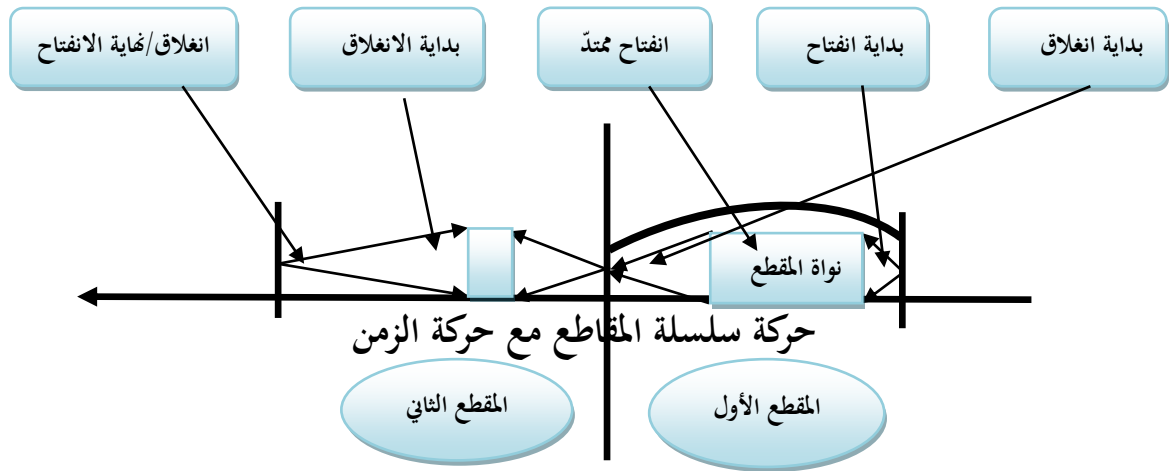 بداية انغلاق
بداية انفتاح
انفتاح ممتدّ
بداية الانغلاق
انغلاق/نهاية الانفتاح
نواة المقطع
حركة سلسلة المقاطع مع حركة الزمن
المقطع الأول
المقطع الثاني